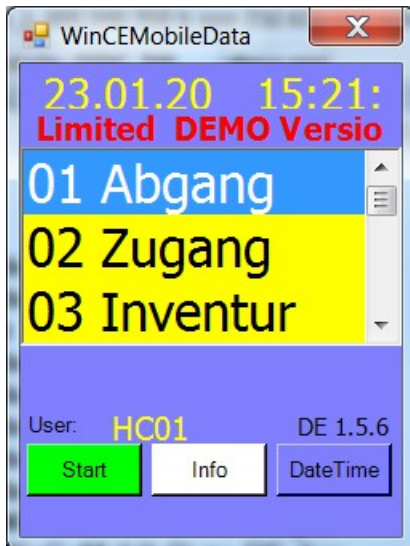 WinCEMobileData
23.01.20 15:21:
Limited DEMO Versio
01 Abgang
02 Zugang
03 Inventur
User: HC01 DE 1.5.6
Start Info DateTime